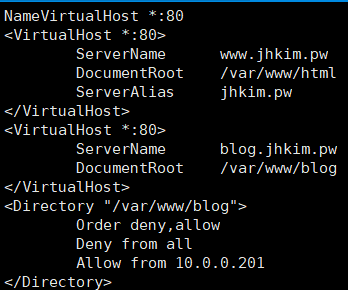 NameVirtualHost *:80
<VirtualHost *:80>
ServerName www.jhkim.pw
DocumentRoot /var/www/html
ServerAlias jhkim.pw
</VirtualHost>
<VirtualHost *:80>
ServerName blog.jhkim.pw
DocumentRoot /var/www/blog
</VirtualHost>
<Directory "/var/www/blog">
Order deny,allow
Deny from all
Allow from 10.0.0.201
</Directory>